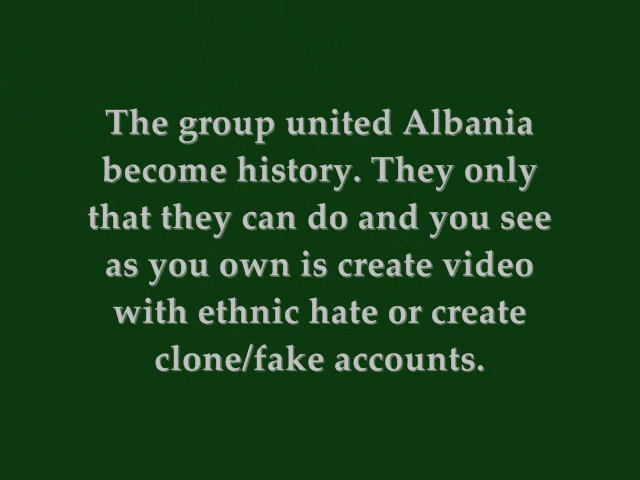 The group united Albania
become history. They only
that they can do and you see
as you own is create video
with ethnic hate or create
clone/fake accounts.